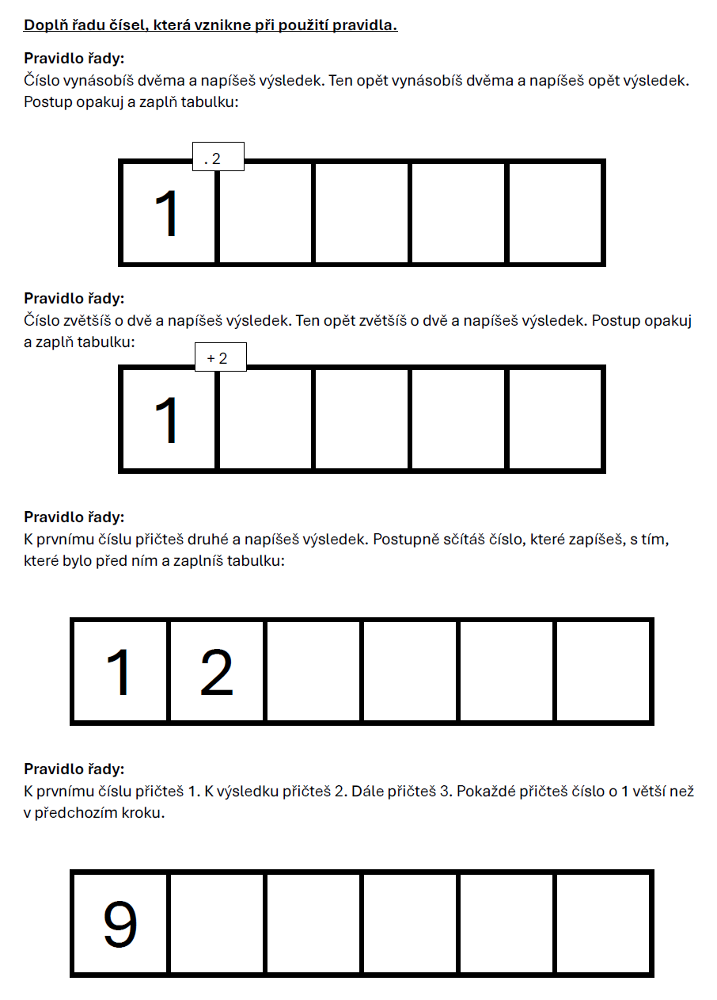 Doplň řadu čísel, která vznikne při použití pravidla.
Pravidlo řady:
Číslo vynásobíš dvěma a napíšeš výsledek. Ten opět vynásobíš dvěma a napíšeš opět výsledek.
Postup opakuj a zaplň tabulku:
. 2
1
Pravidlo řady:
Číslo zvětšíš o dvě a napíšeš výsledek. Ten opět zvětšíš o dvě a napíšeš výsledek. Postup opakuj
a zaplň tabulku:
+ 2
1
Pravidlo řady:
K prvnímu číslu přičteš druhé a napíšeš výsledek. Postupně sčítáš číslo, které zapíšeš, s tím,
které bylo před ním a zaplníš tabulku:
1 2
Pravidlo řady:
K prvnímu číslu přičteš 1. K výsledku přičteš 2. Dále přičteš 3. Pokaždé přičteš číslo o 1 větší než
v předchozím kroku.
9